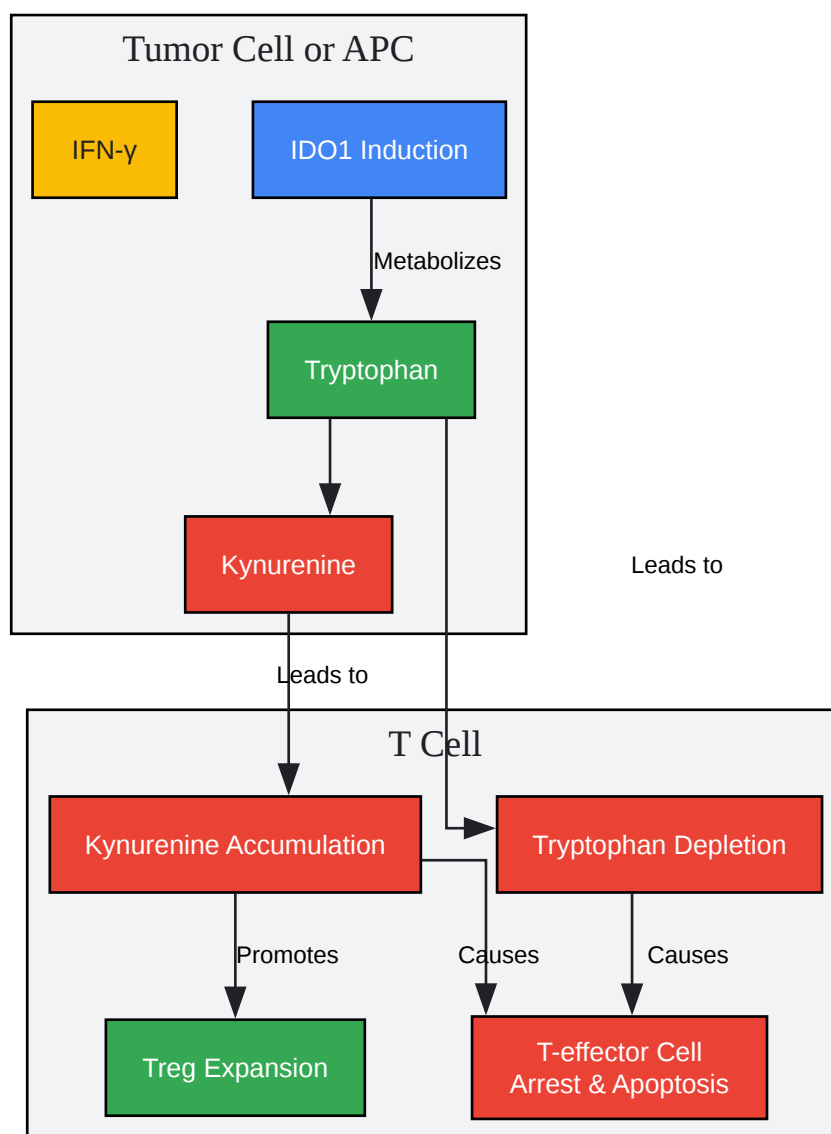 Tumor Cell or APC
IFN-γ
IDO1 Induction
Metabolizes
Tryptophan
Kynurenine
Leads to
Leads to
T Cell
Kynurenine Accumulation
Tryptophan Depletion
Promotes
Causes
Causes
Treg Expansion
T-effector Cell
Arrest & Apoptosis